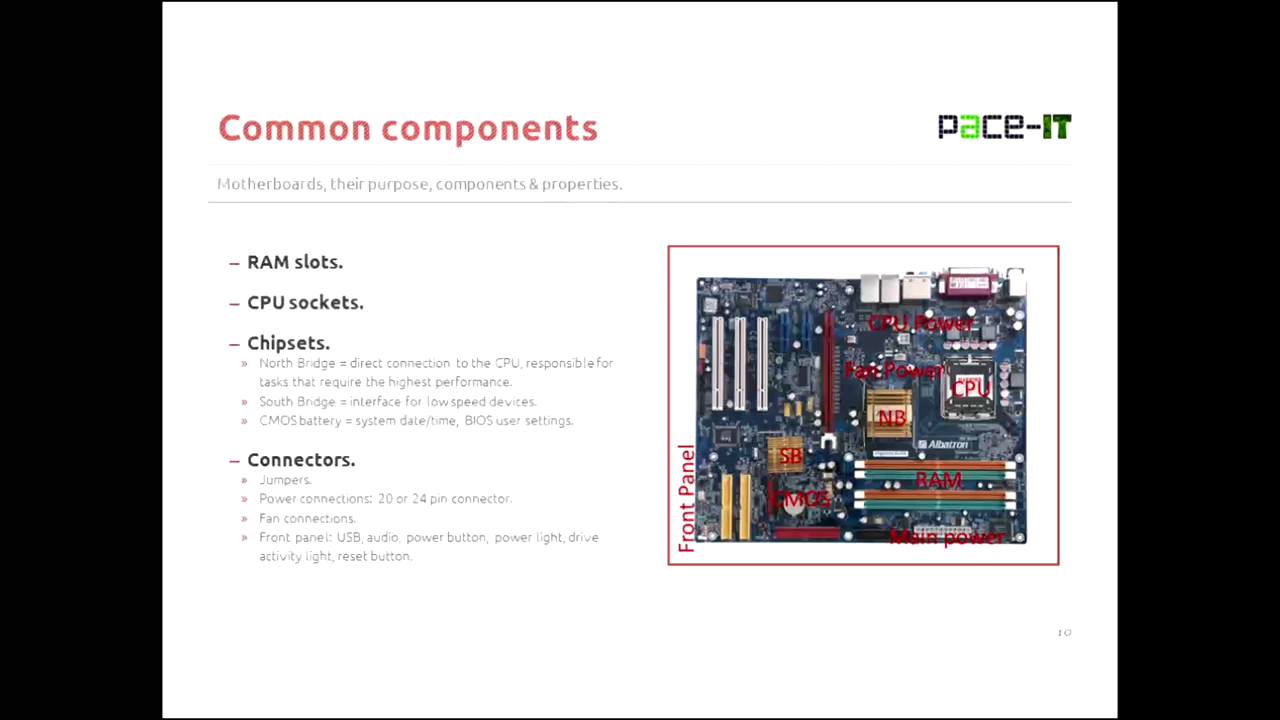 Common components
pace-IT
Motherboards, their purpose, components & properties.
– RAM slots.
– CPU sockets.
– Chipsets.
» North Bridge = direct connection to the CPU, responsible for
tasks that require the highest performance.
» South Bridge = interface for low speed devices.
» CMOS battery = system date/time, BIOS user settings.
– Connectors.
» Jumpers.
» Power connections: 20 or 24 pin connector.
» Fan connections.
» Front panel: USB, audio, power button, power light, drive
activity light, reset button.
CPU Power
Fan Power
CPU
NB
Albatron
SB
RAM
CMOS
Front Panel
Main power
10